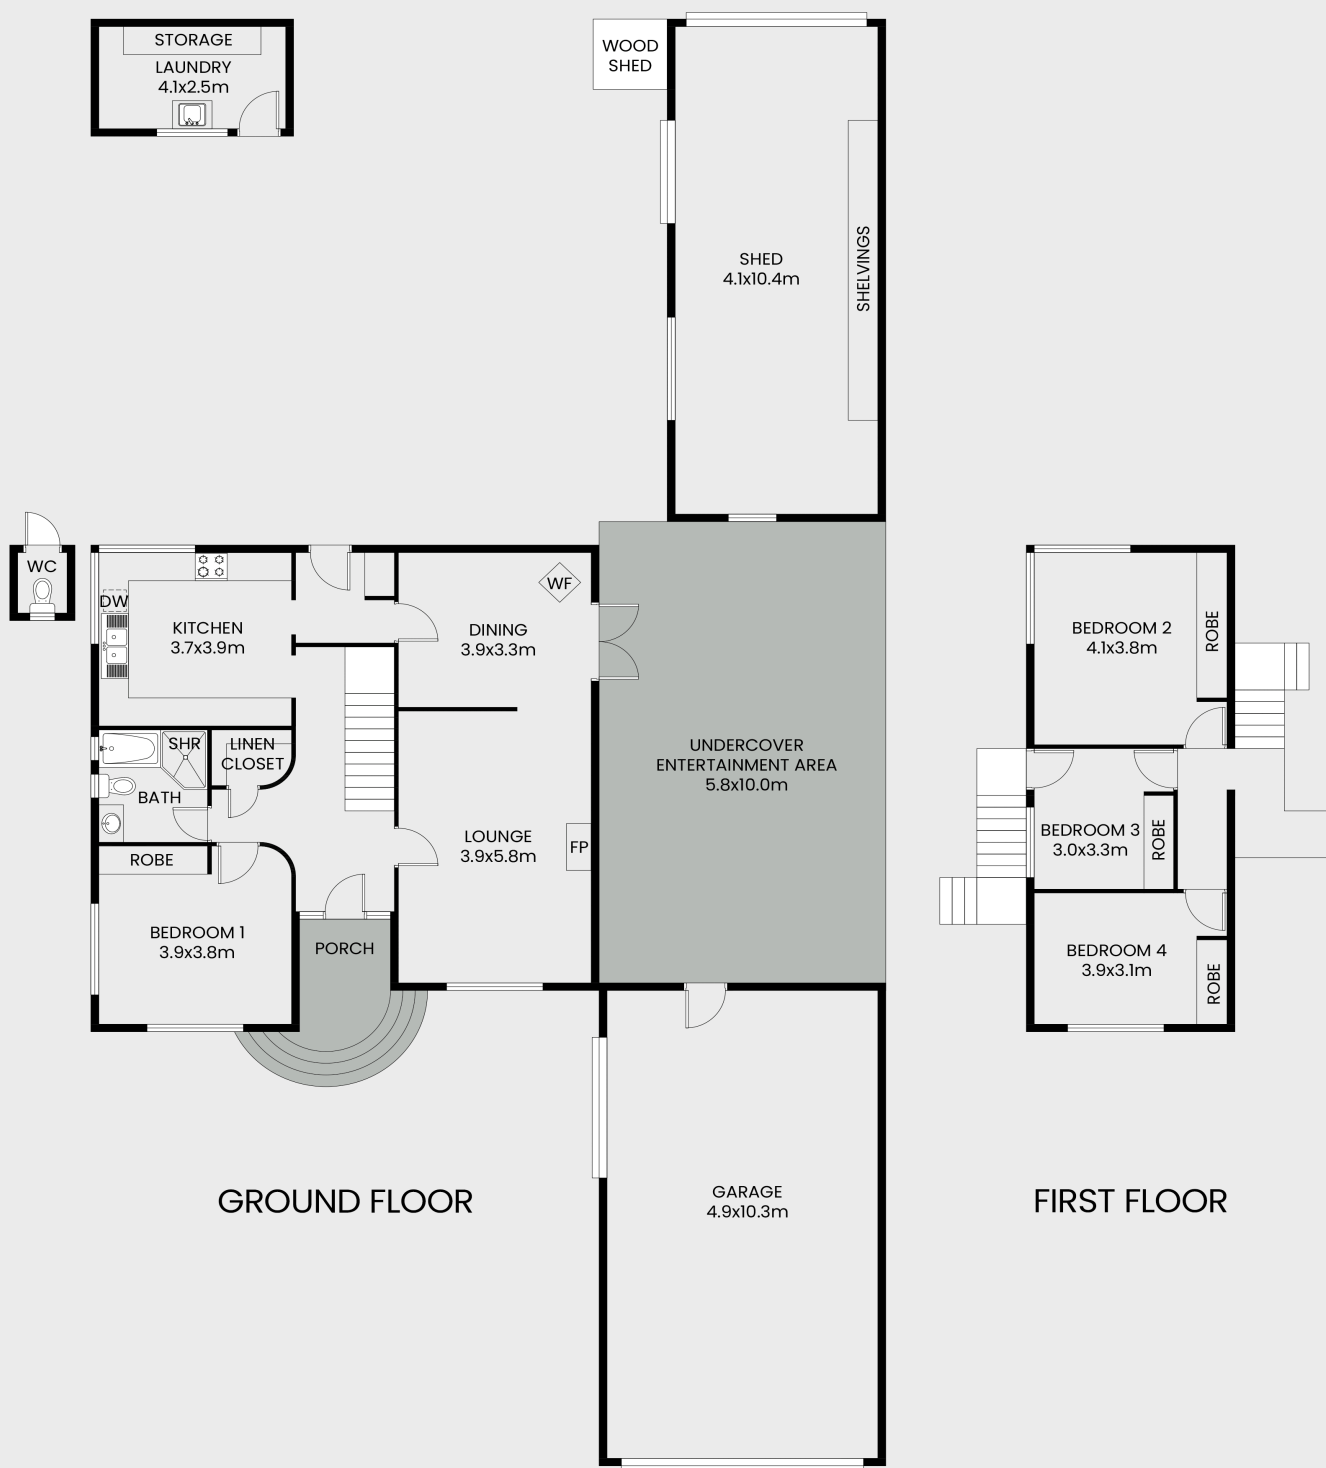 STORAGE
LAUNDRY
4.1x2.5m
WOOD
SHED
SHED
4.1x10.4m
SHELVINGS
WC
DW
KITCHEN
3.7x3.9m
DINING
3.9x3.3m
WF
SHR
LINEN
CLOSET
BATH
ROBE
BEDROOM 1
3.9x3.8m
PORCH
LOUNGE
3.9x5.8m
FP
UNDERCOVER
ENTERTAINMENT AREA
5.8x10.0m
GARAGE
4.9x10.3m
GROUND FLOOR
BEDROOM 2
4.1x3.8m
ROBE
BEDROOM 3
3.0x3.3m
ROBE
BEDROOM 4
3.9x3.1m
ROBE
FIRST FLOOR